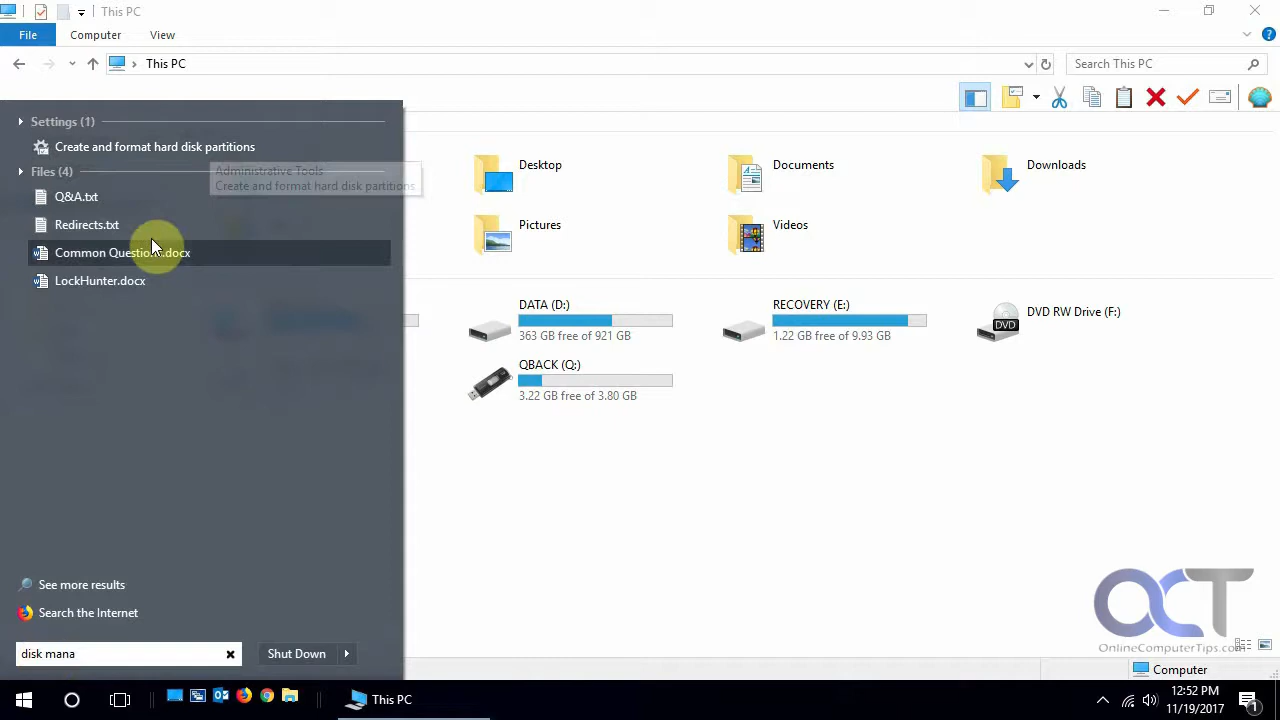 This PC
File
Computer
View
This PC
Search This PC
Settings (1)
Create and format hard disk partitions
Files (4)
Administrative Tools
Create and format hard disk partitions
Q&A.txt
Redirects.txt
Common Questions.docx
LockHunter.docx
Desktop
Documents
Downloads
Pictures
Videos
DATA (D:)
363 GB free of 921 GB
RECOVERY (E:)
1.22 GB free of 9.93 GB
DVD RW Drive (F:)
DVD
QBACK (Q:)
3.22 GB free of 3.80 GB
See more results
Search the Internet
disk mana
Shut Down
OCT
OnlineComputerTips.com
Computer
This PC
12:52 PM
11/19/2017
1